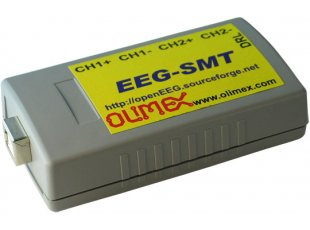 CH1+ CH1- CH2+ CH2- DRL
EEG-SMT
http://openEEG.sourceforge.net
OLIMEX www.olimex.com